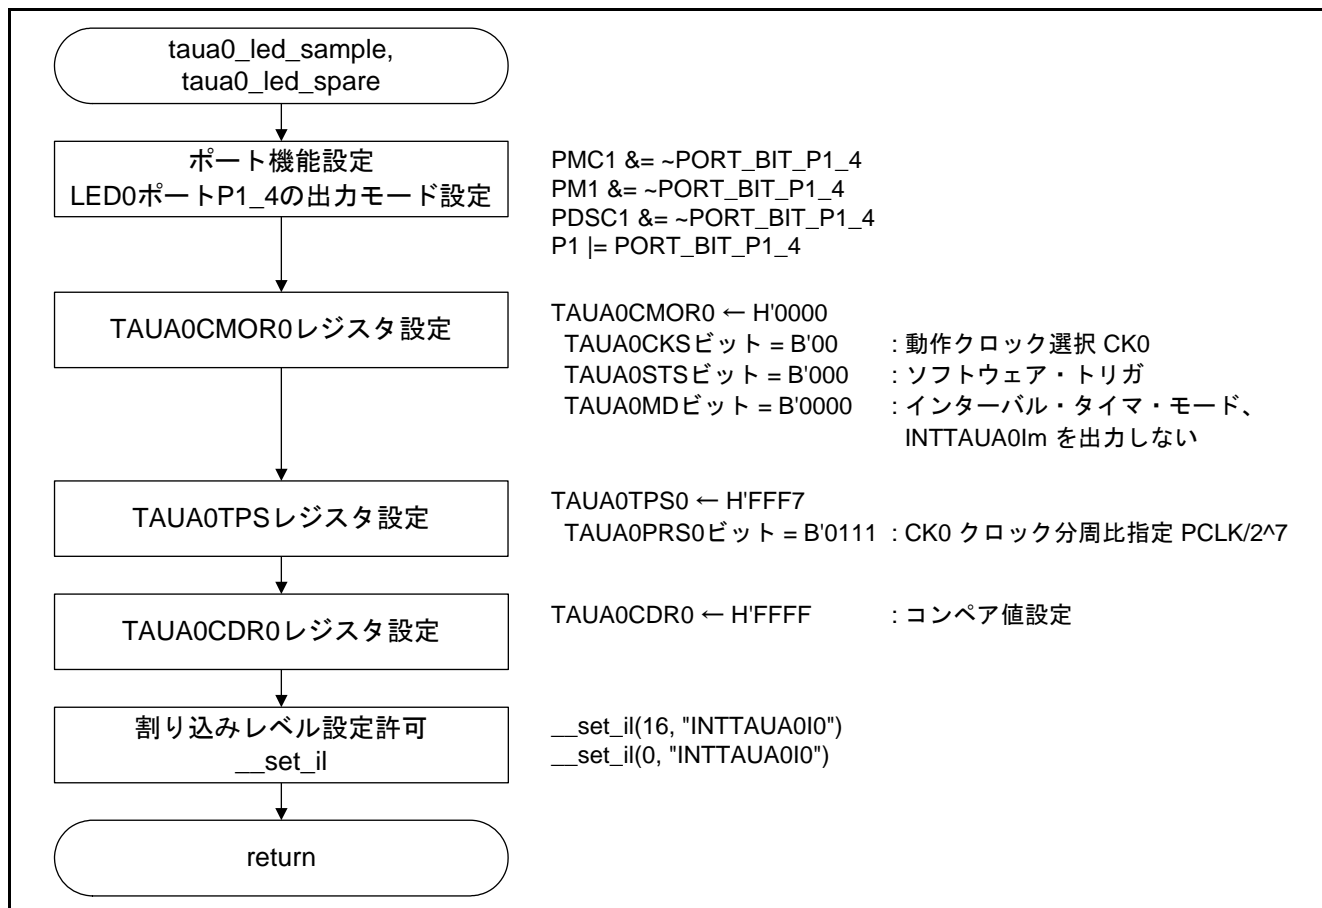 taua0_led_sample,
taua0_led_spare
ポート機能設定
LED0ポートP1_4の出力モード設定
PMC1 &= ~PORT_BIT_P1_4
PM1 &= ~PORT_BIT_P1_4
PDSC1 &= ~PORT_BIT_P1_4
P1 |= PORT_BIT_P1_4
TAUA0CMOR0レジスタ設定
TAUA0CMOR0 ← H'0000
TAUA0CKSビット = B'00 : 動作クロック選択 CK0
TAUA0STSビット = B'000 : ソフトウェア・トリガ
TAUA0MDビット = B'0000 : インターバル・タイマ・モード、
INTTAUA0Im を出力しない
TAUA0TPSレジスタ設定
TAUA0TPS0 ← H'FFF7
TAUA0PRS0ビット = B'0111 : CK0 クロック分周比指定 PCLK/2^7
TAUA0CDR0レジスタ設定
TAUA0CDR0 ← H'FFFF : コンペア値設定
割り込みレベル設定許可
__set_il
__set_il(16, "INTTAUA0I0")
__set_il(0, "INTTAUA0I0")
return